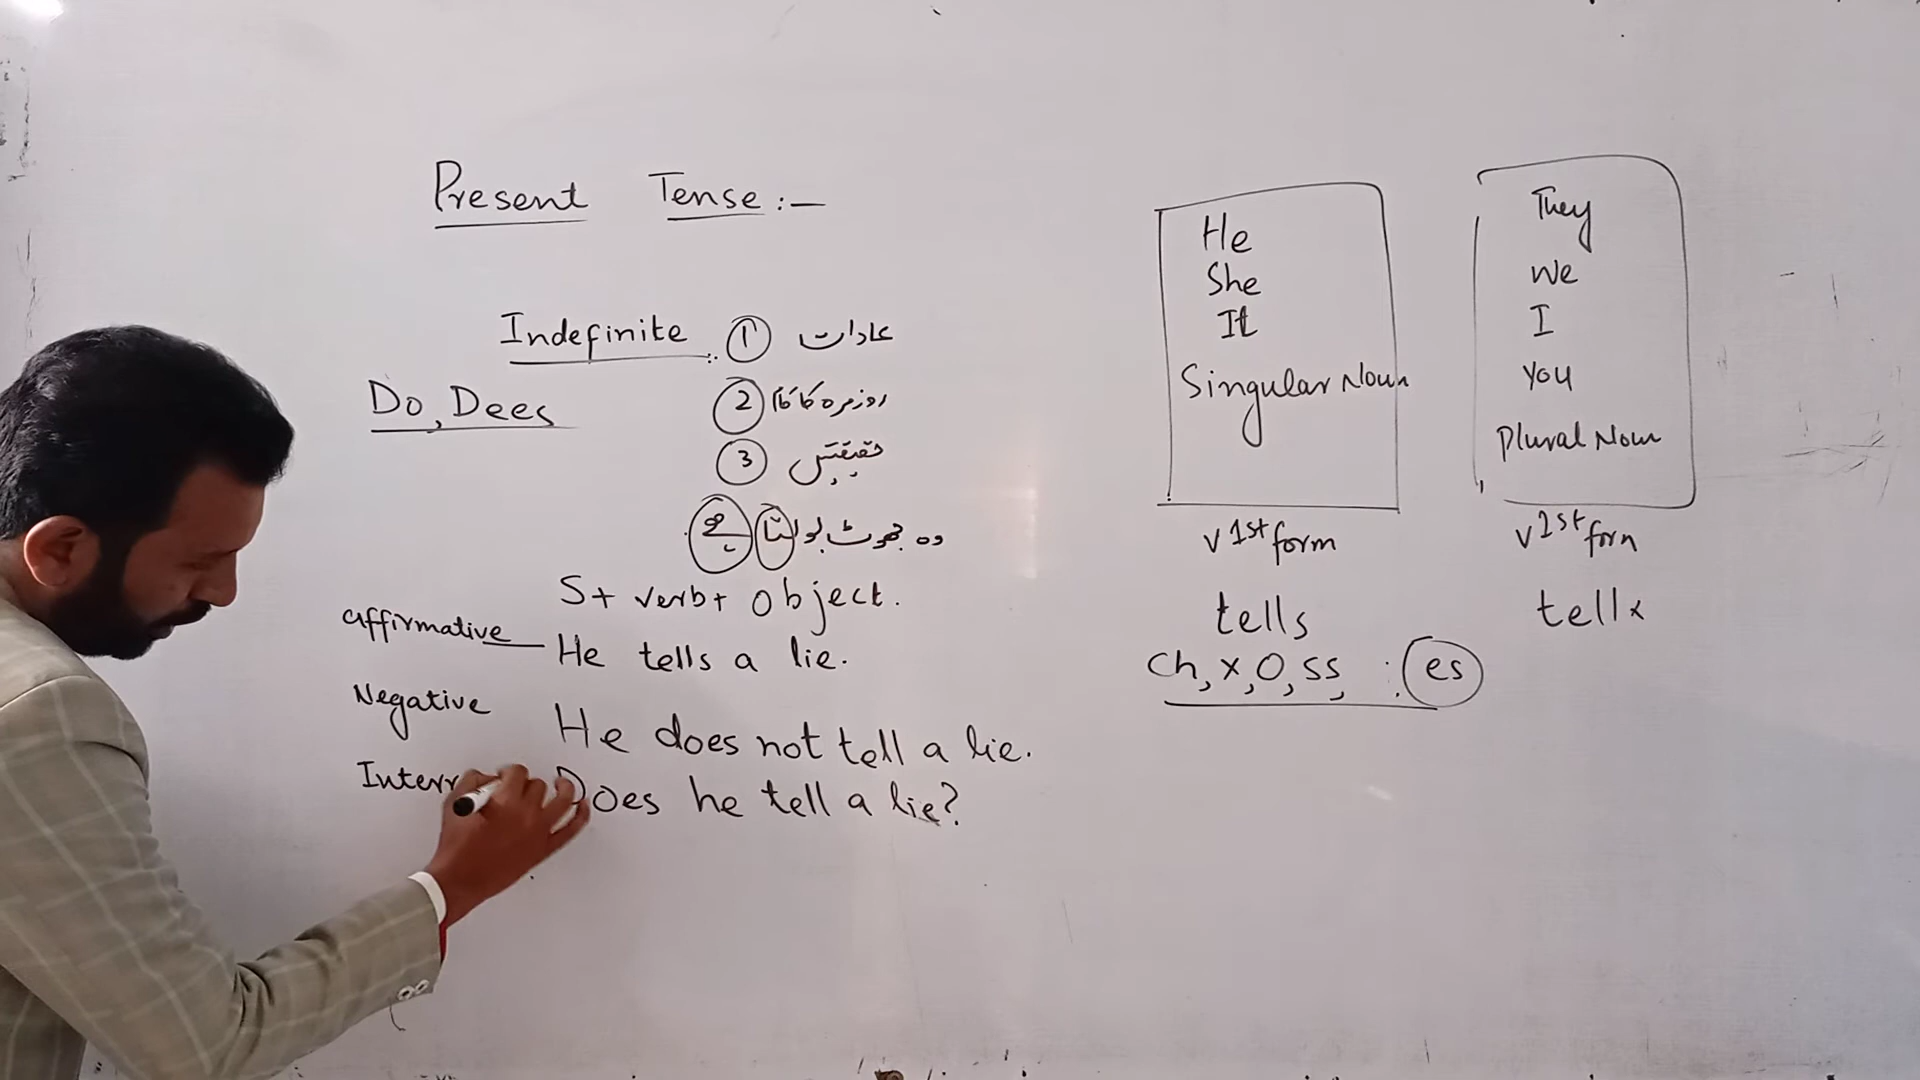 Present Tense :-
Indefinite
① عادات
Do, Does
② روزمرہ کا کام
③ حقیقتیں
وہ جھوٹ بولتا ہے
S+ verb+ Object.
affirmative He tells a lie.
Negative He does not tell a lie.
Interr Does he tell a lie?
He
She
It
Singular Noun
v 1st form
tells
ch, x, O, ss, : es
They
We
I
You
Plural Noun
v 1st form
tell x